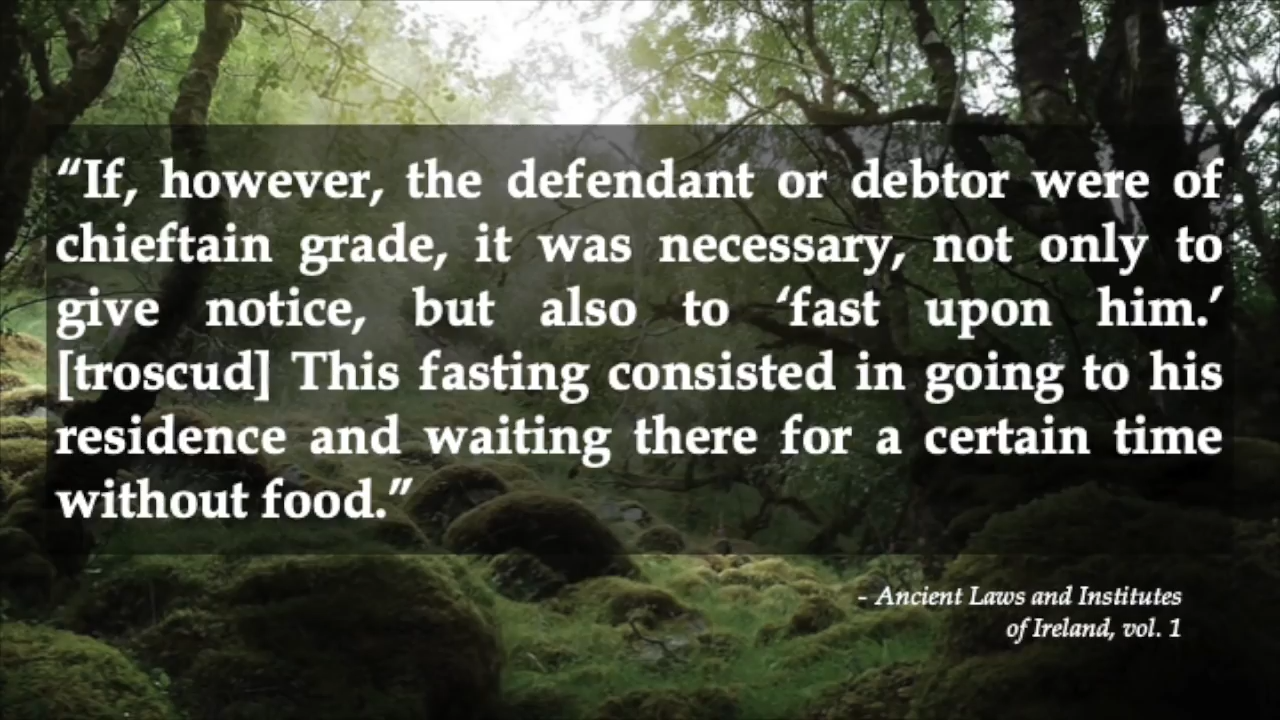 “If, however, the defendant or debtor were of
chieftain grade, it was necessary, not only to
give notice, but also to ‘fast upon him.’
[troscud] This fasting consisted in going to his
residence and waiting there for a certain time
without food.”
- Ancient Laws and Institutes
of Ireland, vol. 1